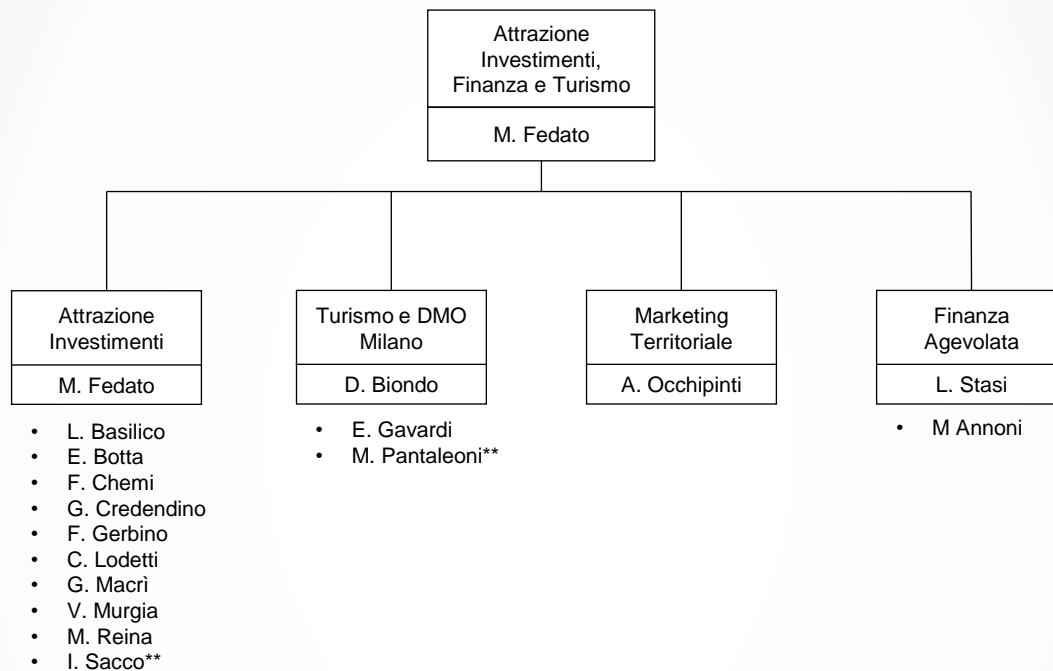 Attrazione
Investimenti,
Finanza e Turismo
M. Fedato
Attrazione
Investimenti
M. Fedato
• L. Basilico
• E. Botta
• F. Chemi
• G. Credendino
• F. Gerbino
• C. Lodetti
• G. Macrì
• V. Murgia
• M. Reina
• I. Sacco**
Turismo e DMO
Milano
D. Biondo
• E. Gavardi
• M. Pantaleoni**
Marketing
Territoriale
A. Occhipinti
Finanza
Agevolata
L. Stasi
• M Annoni